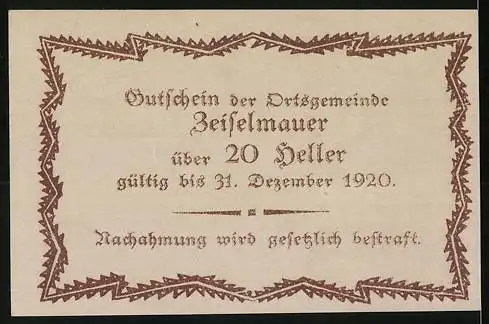 Gutschein der Ortsgemeinde
Zeiselmauer
über 20 Heller
gültig bis 31. Dezember 1920.
Nachahmung wird gesetzlich bestraft.